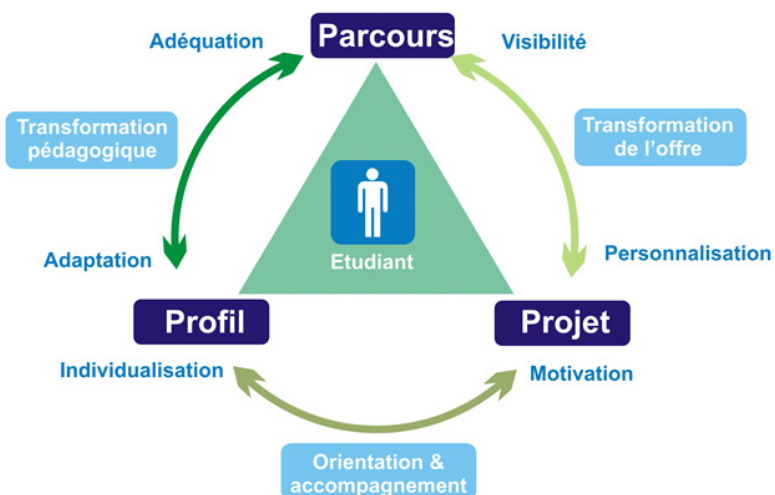 Parcours
Adéquation
Visibilité
Transformation
pédagogique
Transformation
de l'offre
Etudiant
Adaptation
Personnalisation
Profil
Projet
Individualisation
Motivation
Orientation &
accompagnement